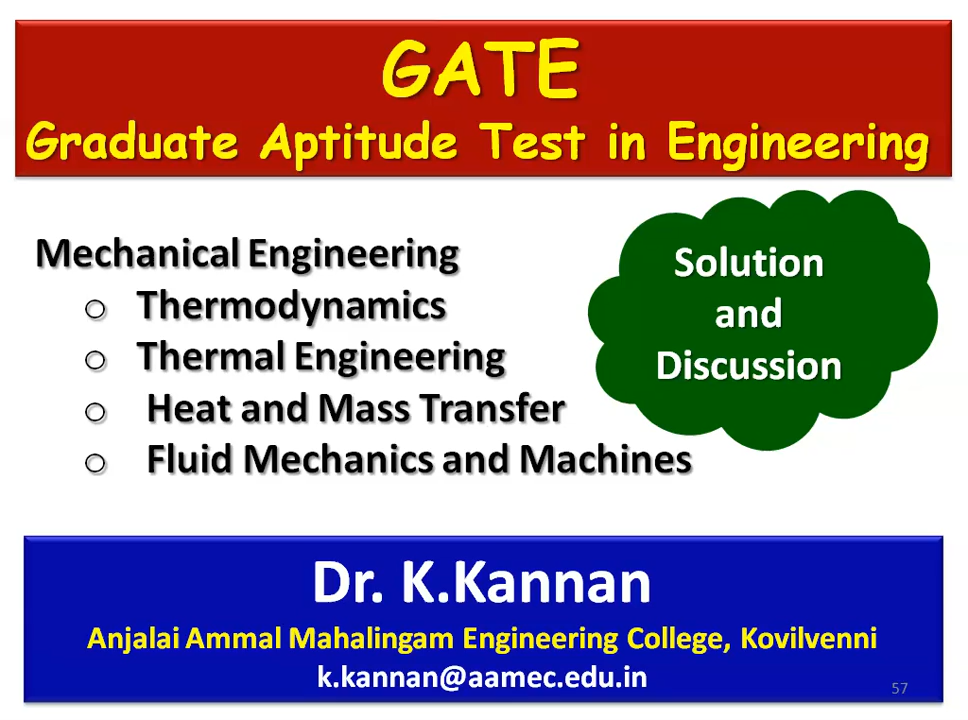 GATE
Graduate Aptitude Test in Engineering
Mechanical Engineering
o Thermodynamics
o Thermal Engineering
o Heat and Mass Transfer
o Fluid Mechanics and Machines
Solution
and
Discussion
Dr. K.Kannan
Anjalai Ammal Mahalingam Engineering College, Kovilvenni
k.kannan@aamec.edu.in
57